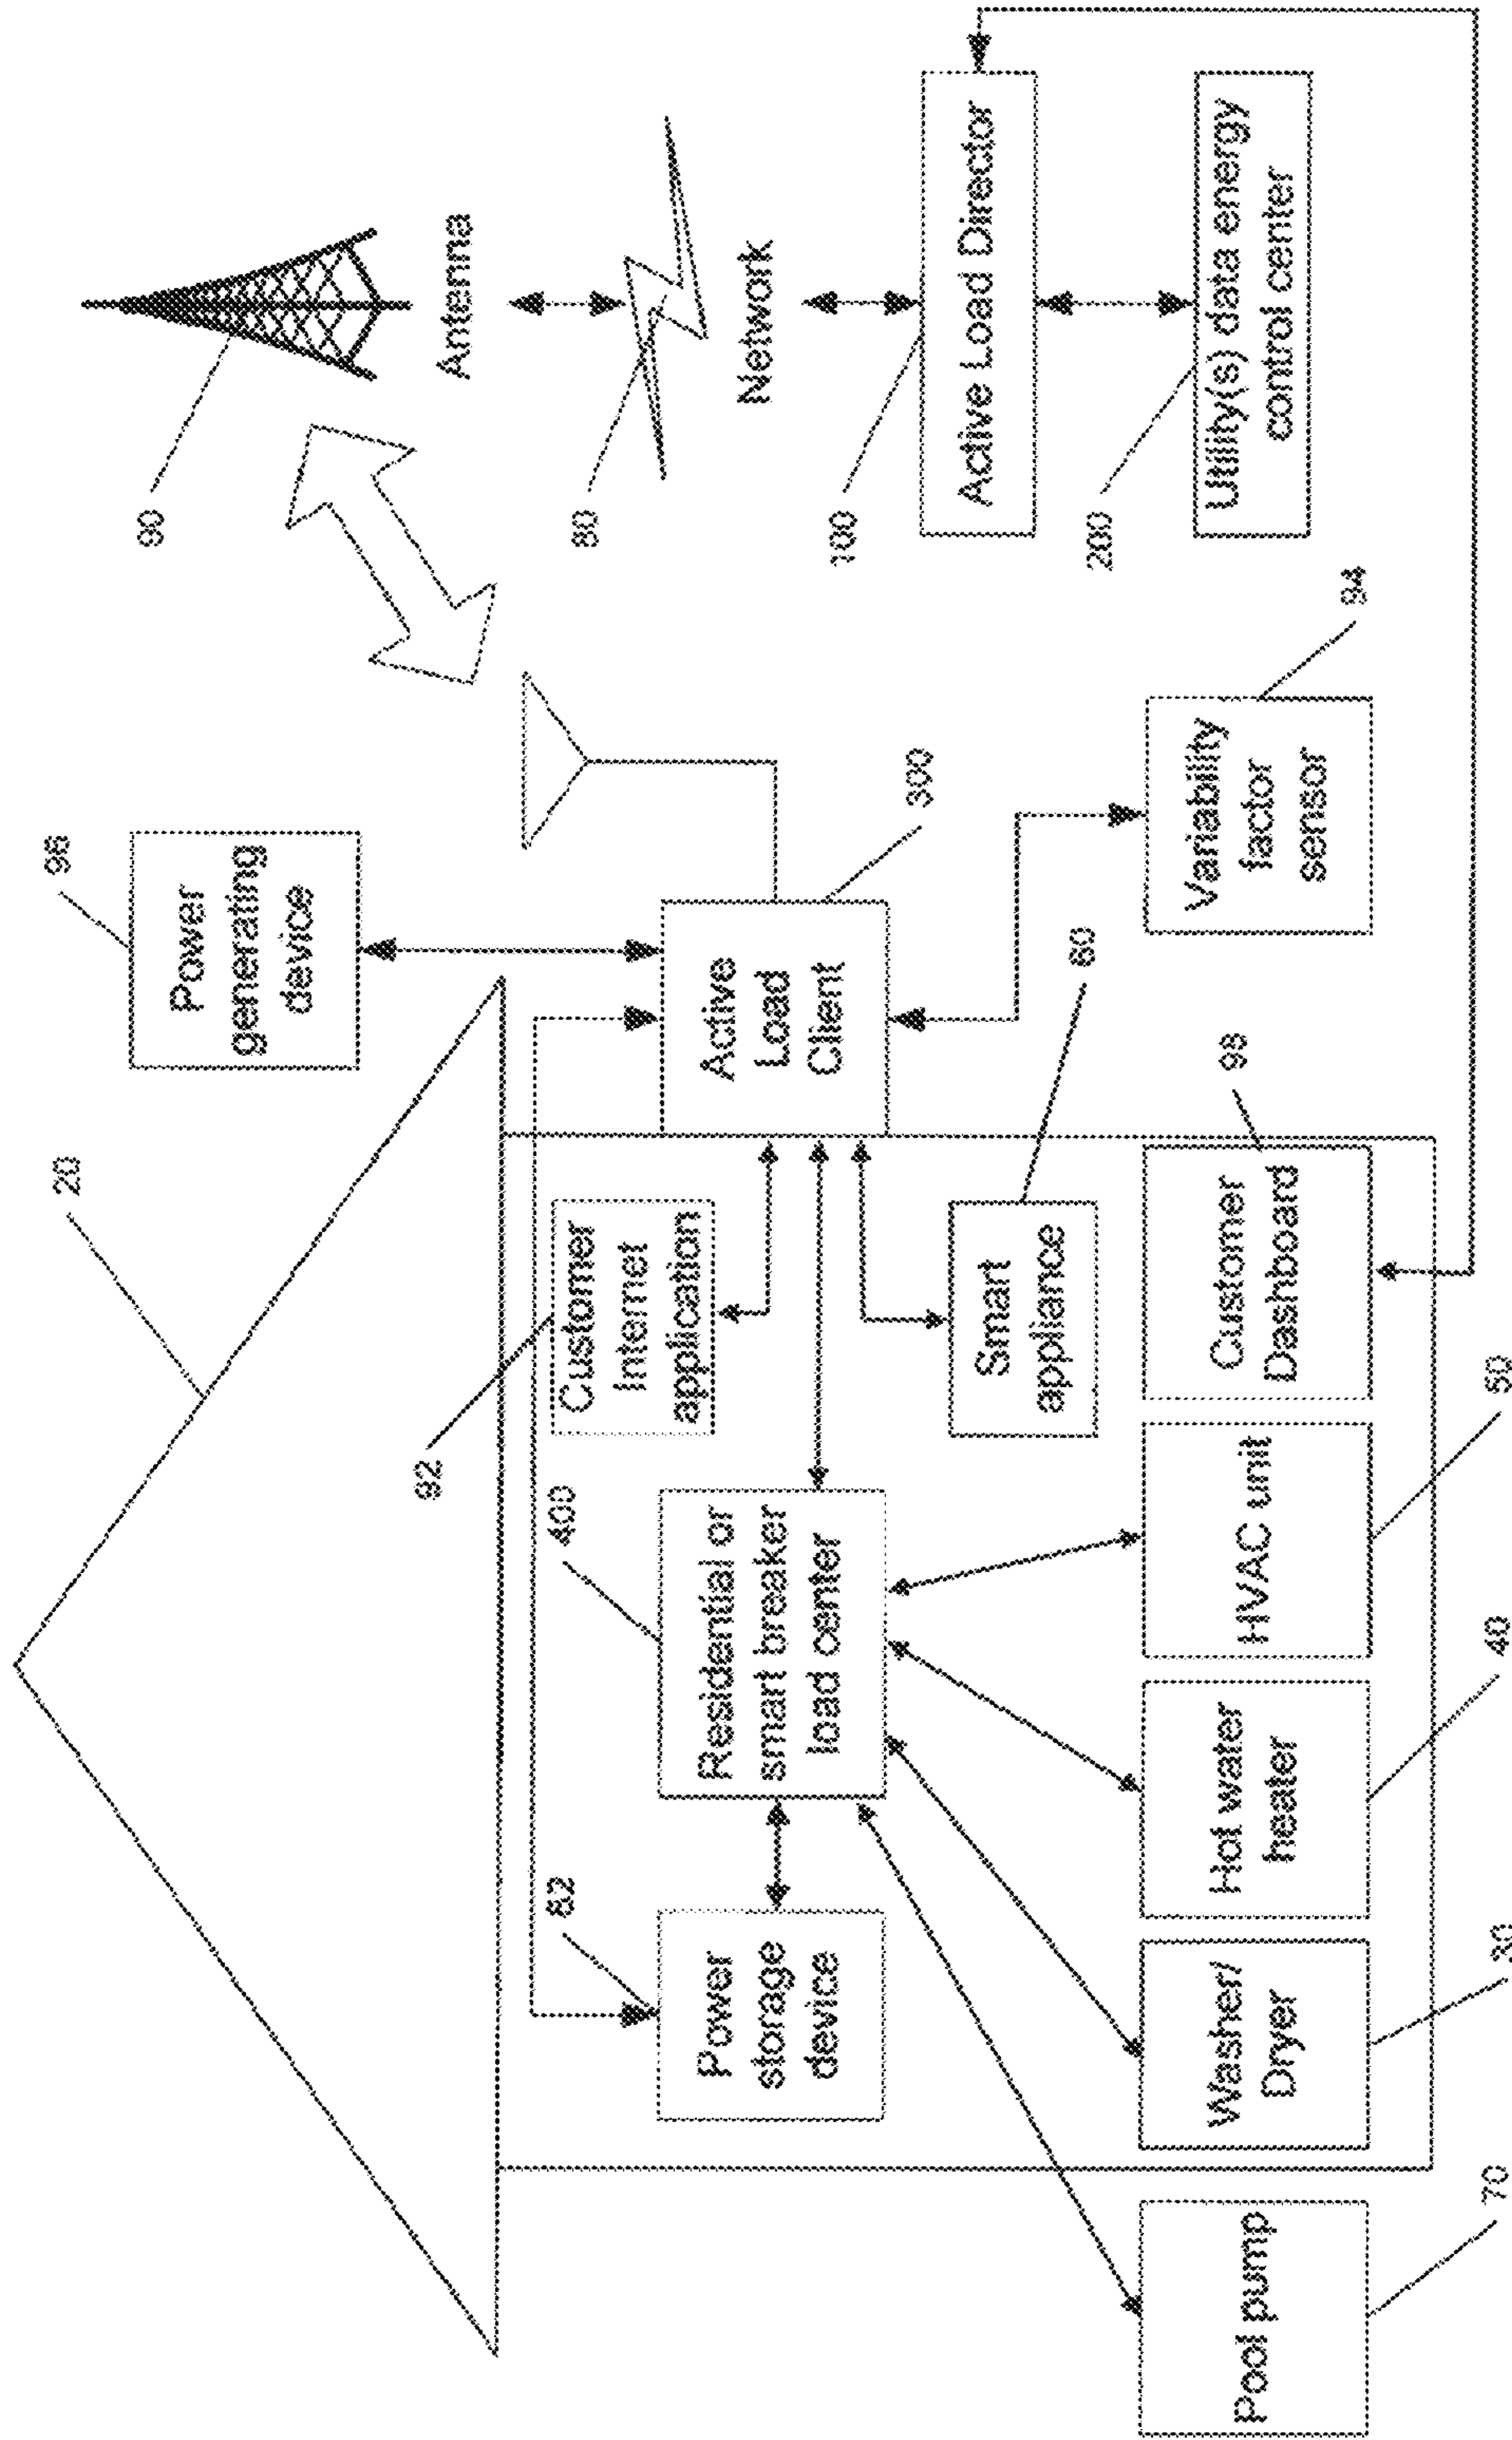 20
96
Power
generating
device
90
Antenna
80
Network
100
Active Load Director
200
Utility(s) data energy
control center
300
Active
Load
Client
94
Variability
factor
sensor
92
Customer
Internet
application
400
Residential or
smart breaker
load center
82
Power
storage
device
60
Smart
appliance
98
Customer
Dashboard
50
HVAC unit
40
Hot water
heater
30
Washer/
Dryer
70
Pool pump